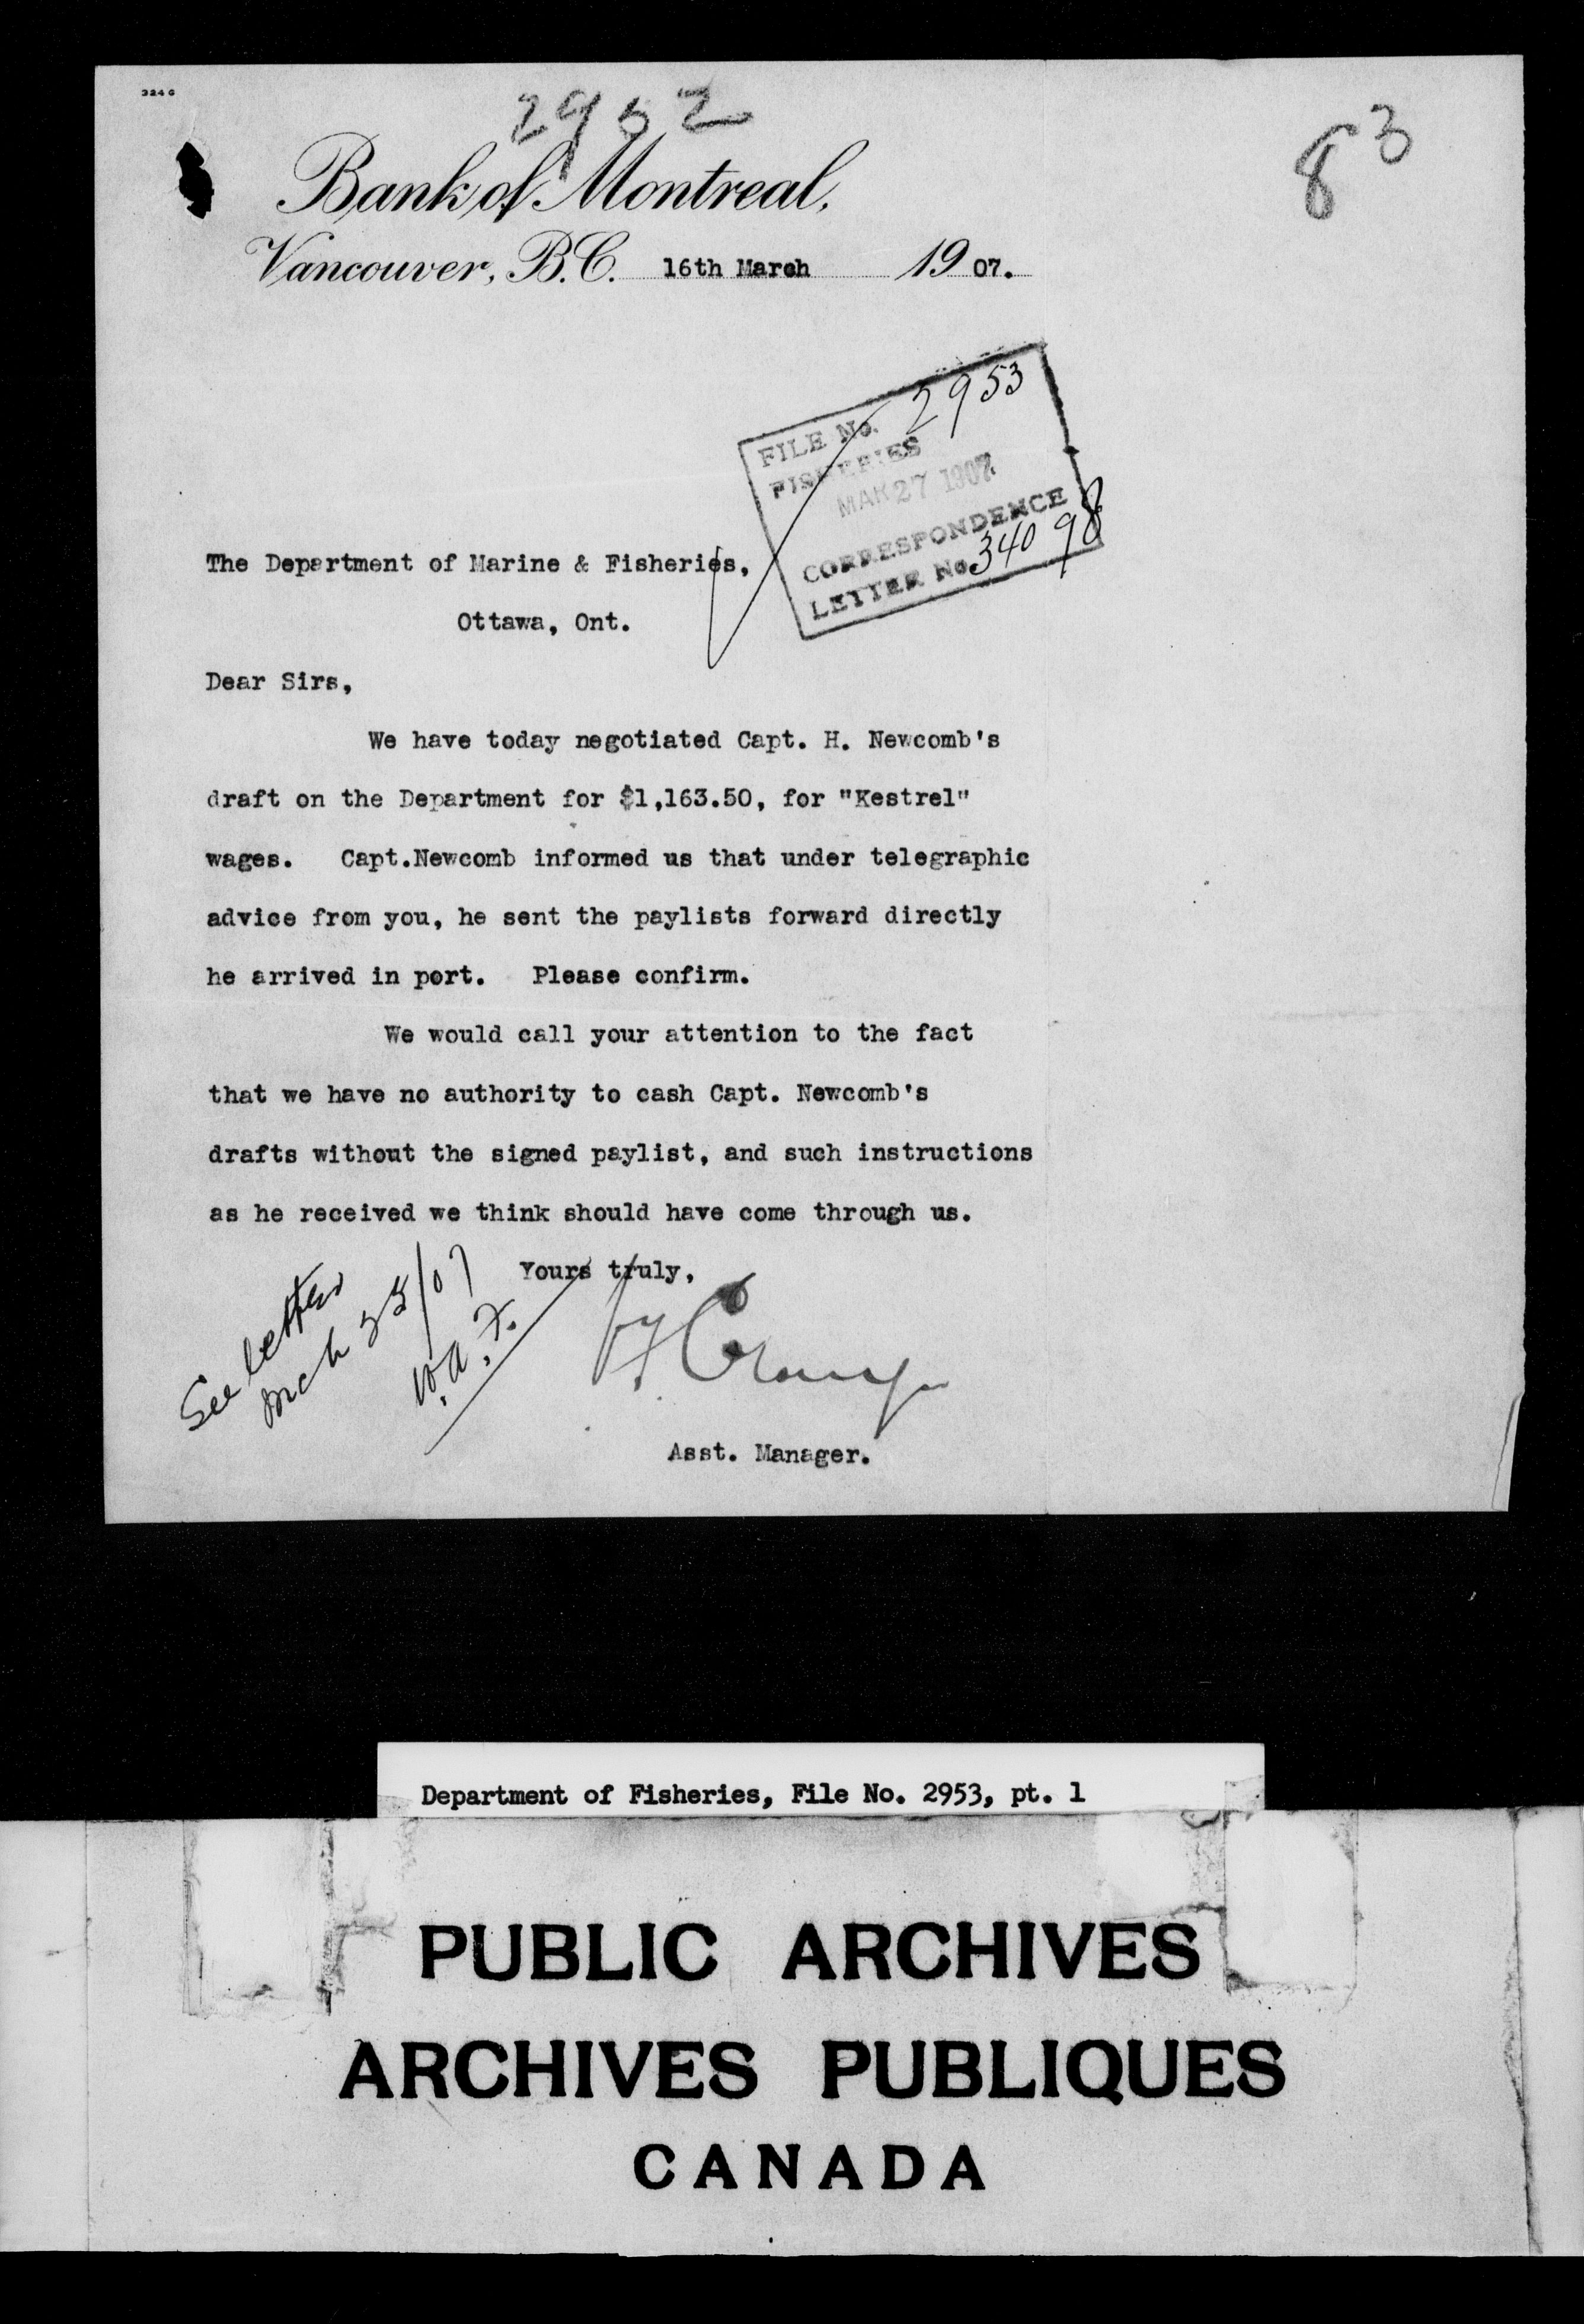 324 G
2952
83
Bank of Montreal,
Vancouver, B.C. 16th March 1907.
FILE No. 2953
FISHERIES
MAR 27 1907
CORRESPONDENCE
LETTER No. 34098
The Department of Marine & Fisheries,
Ottawa, Ont.
Dear Sirs,
We have today negotiated Capt. H. Newcomb's
draft on the Department for $1,163.50, for "Kestrel"
wages. Capt.Newcomb informed us that under telegraphic
advice from you, he sent the paylists forward directly
he arrived in port. Please confirm.
We would call your attention to the fact
that we have no authority to cash Capt. Newcomb's
drafts without the signed paylist, and such instructions
as he received we think should have come through us.
Yours truly,
See letter
Mch /07
W.A.F.
Asst. Manager.
Department of Fisheries, File No. 2953, pt. 1
PUBLIC ARCHIVES
ARCHIVES PUBLIQUES
CANADA